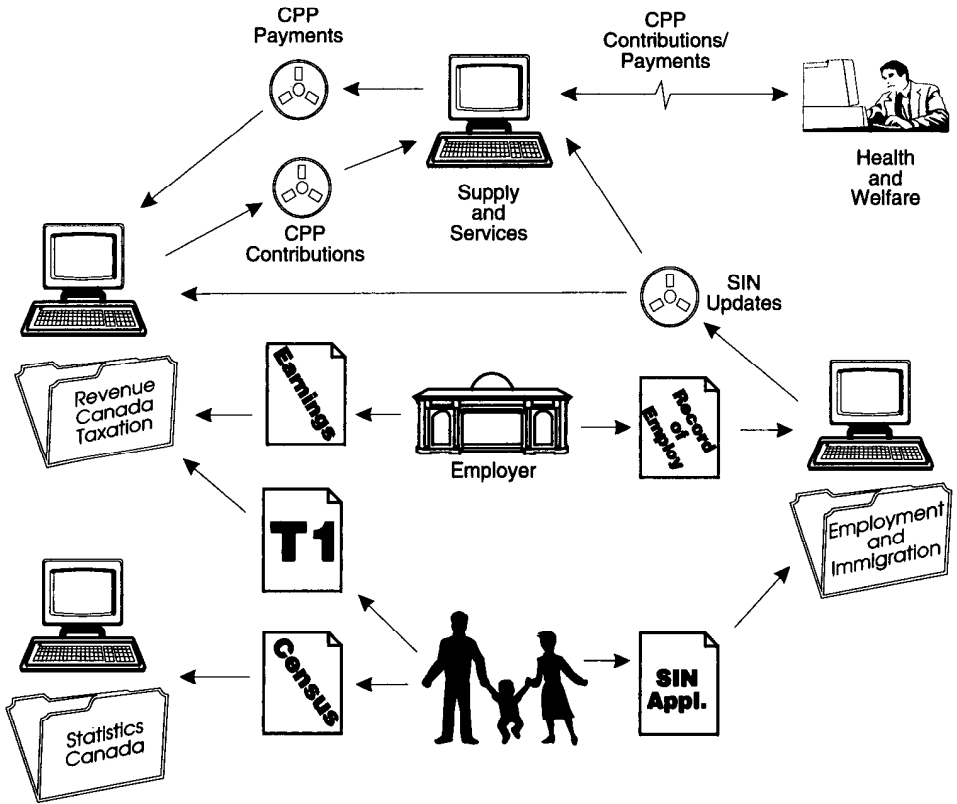 CPP
Payments
CPP
Contributions/
Payments
Health
and
Welfare
Supply
and
Services
CPP
Contributions
SIN
Updates
Revenue
Canada
Taxation
Earnings
Employer
Record
of
Employ
Employment
and
Immigration
T1
Census
SIN
Appl.
Statistics
Canada